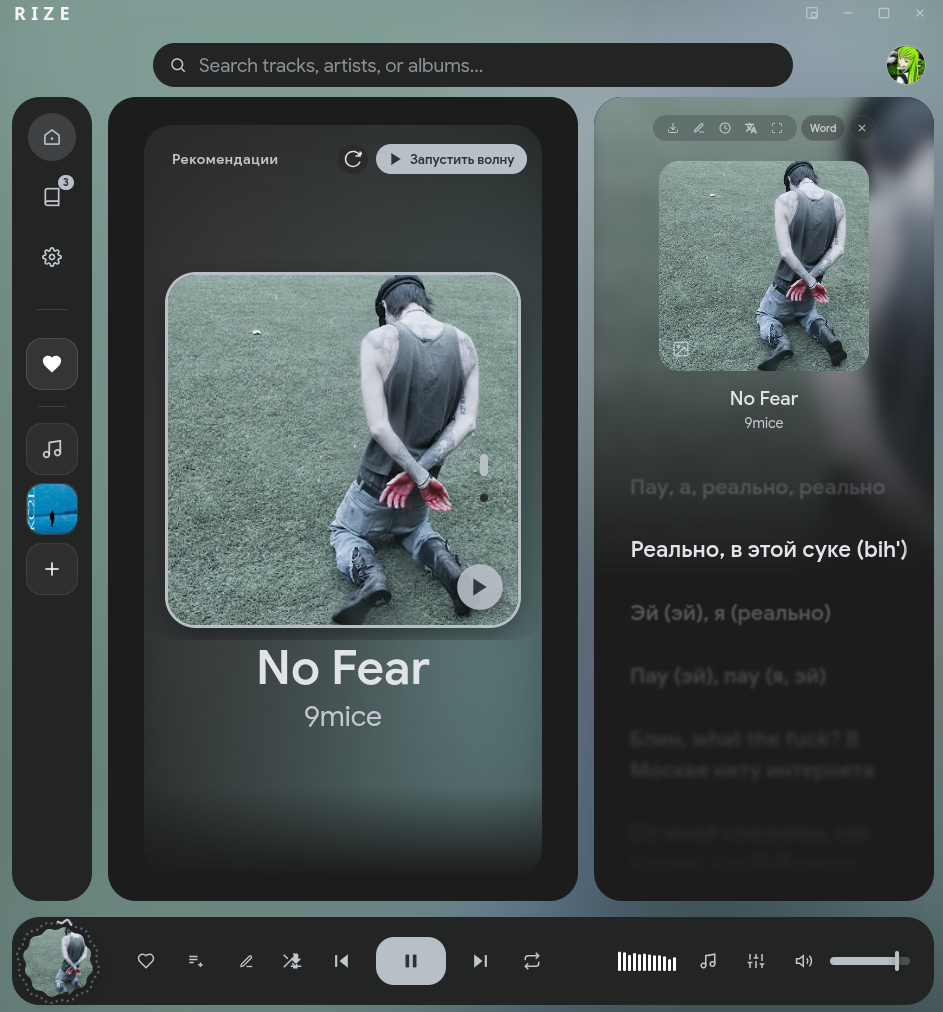 RIZE
Search tracks, artists, or albums...
3
Рекомендации
Запустить волну
No Fear
9mice
Word
No Fear
9mice
Пау, а, реально, реально
Реально, в этой суке (bih')
Эй (эй), я (реально)
Пау (эй), пау (я, эй)
Блин, what the fuck? В
Москве нету интернета